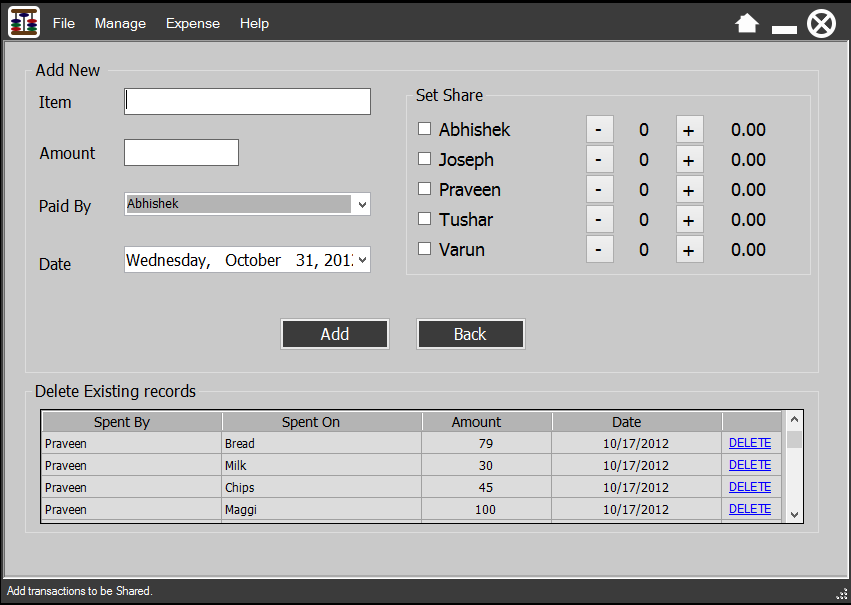 File Manage Expense Help
Add New
Item
Amount
Paid By Abhishek
Date Wednesday, October 31, 201
Set Share
Abhishek - 0 + 0.00
Joseph - 0 + 0.00
Praveen - 0 + 0.00
Tushar - 0 + 0.00
Varun - 0 + 0.00
Add Back
Delete Existing records
Spent By Spent On Amount Date
Praveen Bread 79 10/17/2012 DELETE
Praveen Milk 30 10/17/2012 DELETE
Praveen Chips 45 10/17/2012 DELETE
Praveen Maggi 100 10/17/2012 DELETE
Add transactions to be Shared.